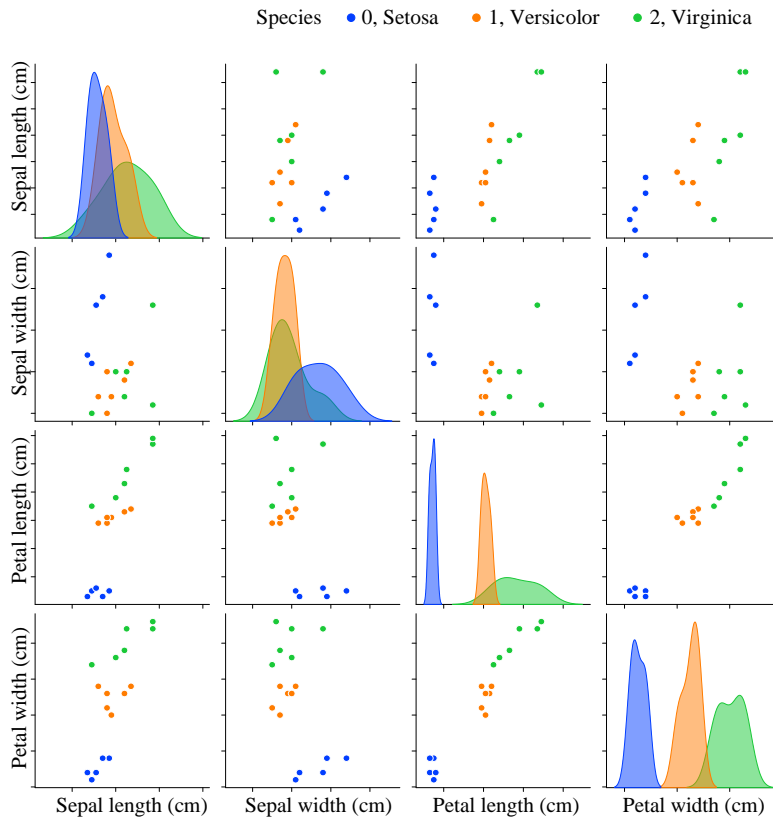 Species 0, Setosa 1, Versicolor 2, Virginica
Sepal length (cm)
Sepal width (cm)
Petal length (cm)
Petal width (cm)
Sepal length (cm) Sepal width (cm) Petal length (cm) Petal width (cm)